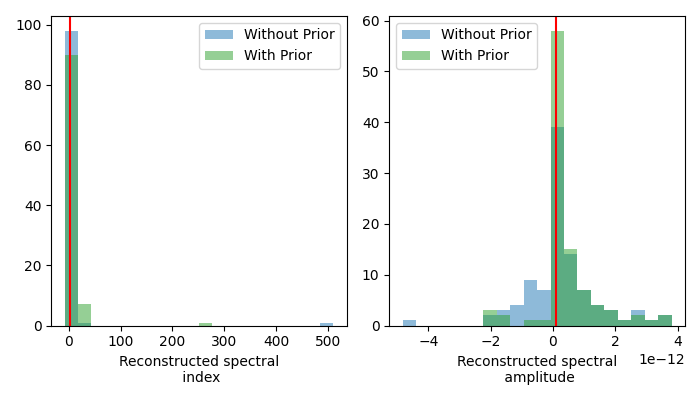 Without Prior
With Prior
100
80
60
40
20
0
0 100 200 300 400 500
Reconstructed spectral
index
Without Prior
With Prior
60
50
40
30
20
10
0
−4 −2 0 2 4
1e−12
Reconstructed spectral
amplitude